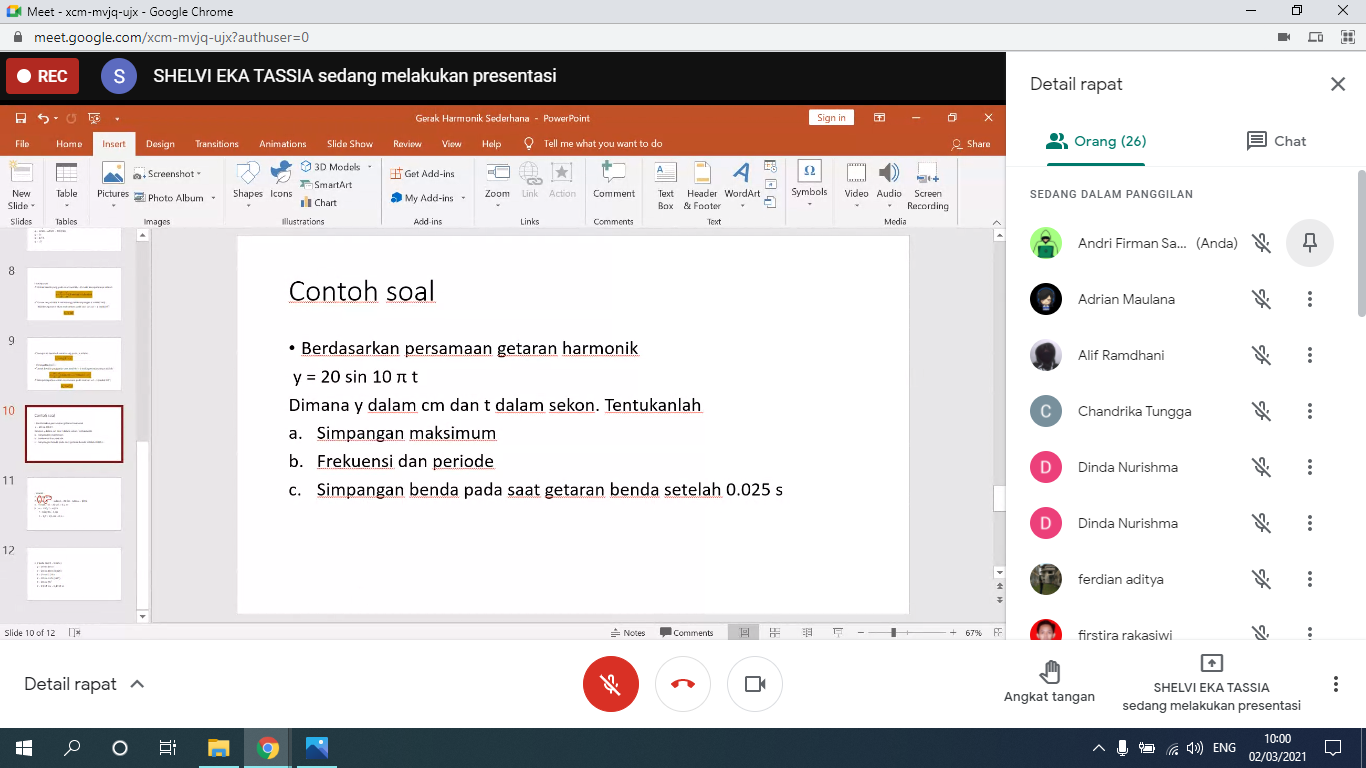 Meet - xcm-mvjq-ujx - Google Chrome
meet.google.com/xcm-mvjq-ujx?authuser=0
REC
S
SHELVI EKA TASSIA sedang melakukan presentasi
Gerak Harmonik Sederhana - PowerPoint
Sign in
File Home Insert Design Transitions Animations Slide Show Review View Help Tell me what you want to do Share
New Slide
Slides
Table
Tables
Pictures
Screenshot
Photo Album
Images
Shapes
Icons
3D Models
SmartArt
Chart
Illustrations
Get Add-ins
My Add-ins
Add-ins
Zoom
Link
Action
Links
Comment
Comments
Text Box
Header & Footer
WordArt
Text
Symbols
Video
Audio
Screen Recording
Media
8
9
10
11
12
Contoh soal
• Berdasarkan persamaan getaran harmonik
y = 20 sin 10 π t
Dimana y dalam cm dan t dalam sekon. Tentukanlah
a. Simpangan maksimum
b. Frekuensi dan periode
c. Simpangan benda pada saat getaran benda setelah 0.025 s
Slide 10 of 12
Notes
Comments
67%
Detail rapat
Orang (26)
Chat
SEDANG DALAM PANGGILAN
Andri Firman Sa... (Anda)
Adrian Maulana
Alif Ramdhani
C
Chandrika Tungga
D
Dinda Nurishma
D
Dinda Nurishma
ferdian aditya
firstira rakasiwi
Detail rapat
Angkat tangan
SHELVI EKA TASSIA
sedang melakukan presentasi
ENG
10:00
02/03/2021